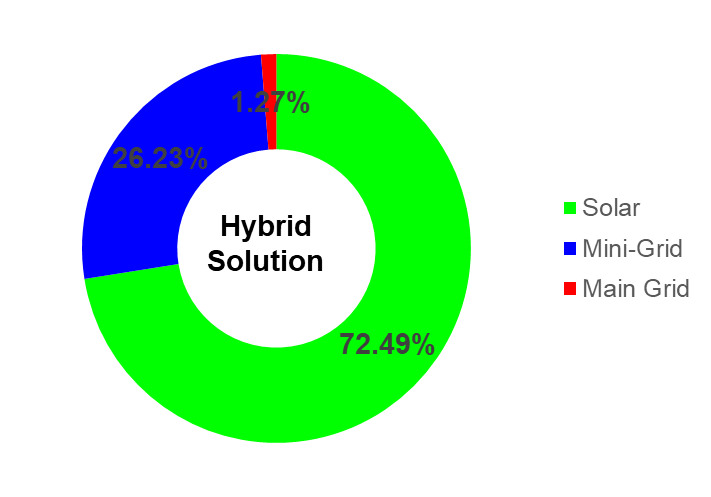 1.27%
26.23%
Hybrid
Solution
72.49%
Solar
Mini-Grid
Main Grid